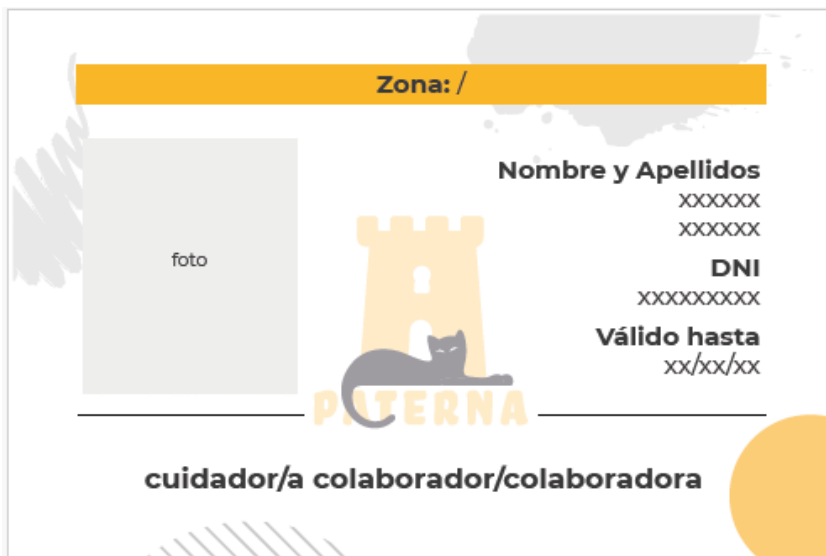 Zona: /
foto
Nombre y Apellidos
xxxxxx
xxxxxx
DNI
xxxxxxxxx
Válido hasta
xx/xx/xx
PATERNA
cuidador/a colaborador/colaboradora